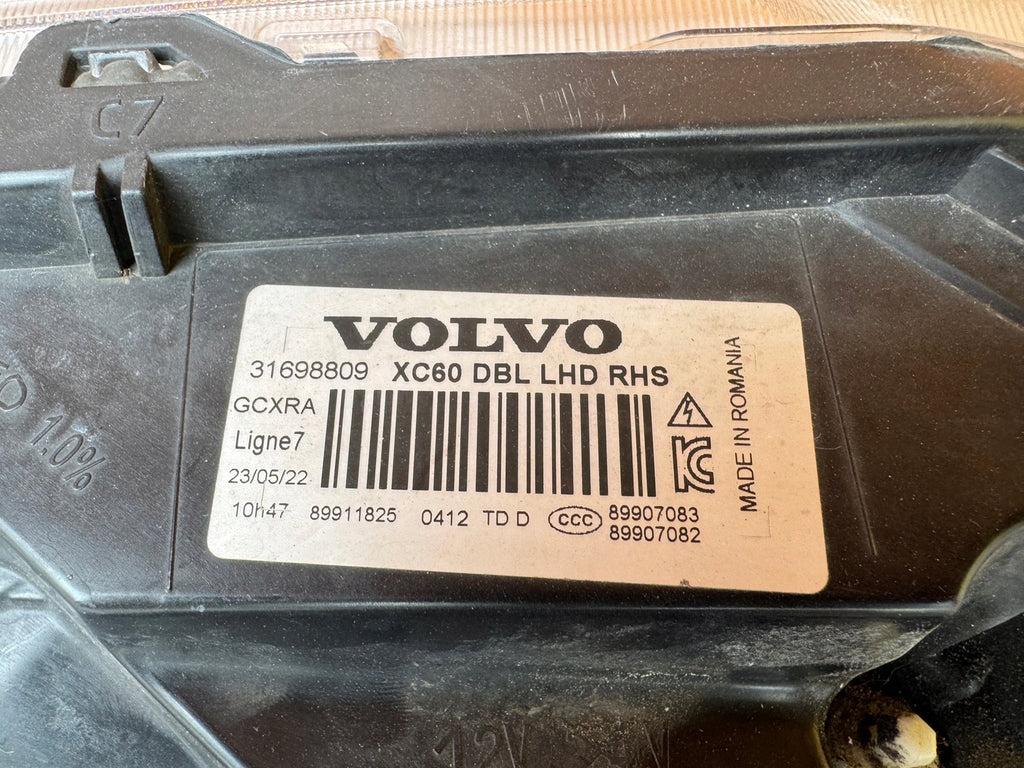 C7
1.0%
VOLVO
31698809 XC60 DBL LHD RHS
GCXRA
Ligne7
23/05/22
10h47 89911825 0412 TD D CCC 89907083
89907082
MADE IN ROMANIA
12V